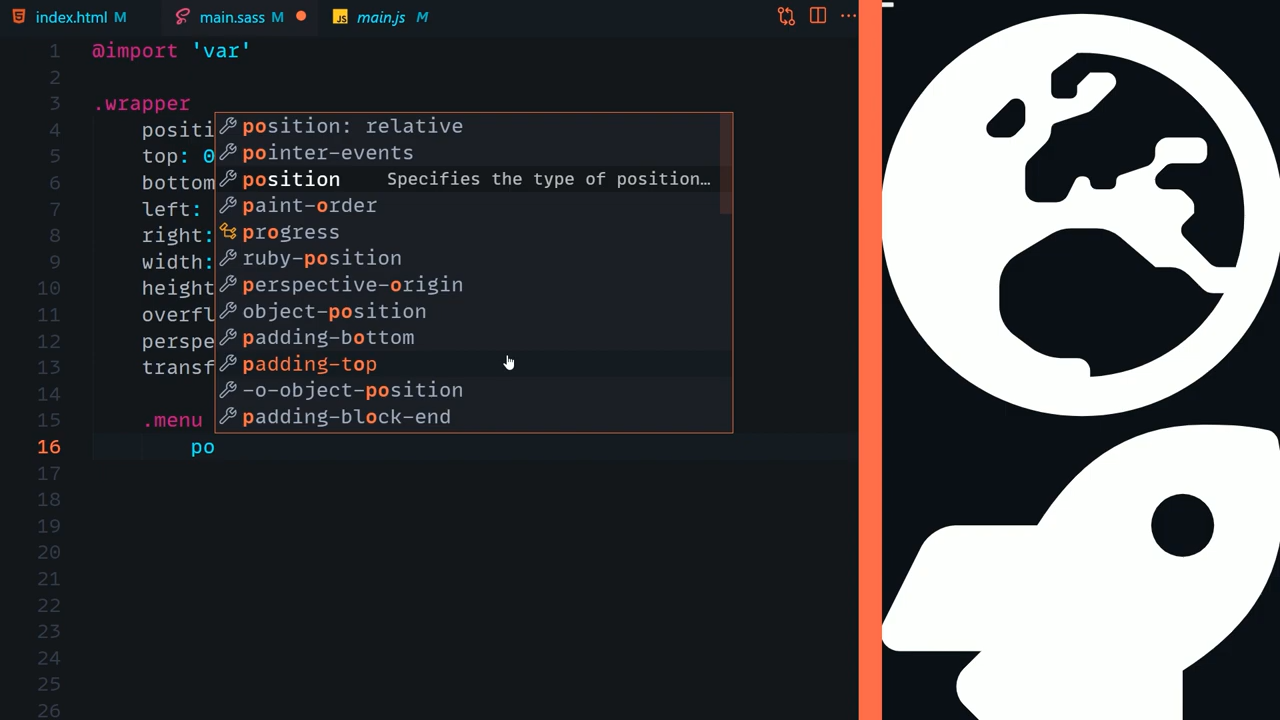 index.html M main.sass M JS main.js M
1 @import 'var'
2
3 .wrapper
4 positi
5 top: 0
6 bottom
7 left:
8 right:
9 width:
10 height
11 overfl
12 perspe
13 transf
14
15 .menu
16 po
17
18
19
20
21
22
23
24
25
26
position: relative
pointer-events
position Specifies the type of position…
paint-order
progress
ruby-position
perspective-origin
object-position
padding-bottom
padding-top
-o-object-position
padding-block-end